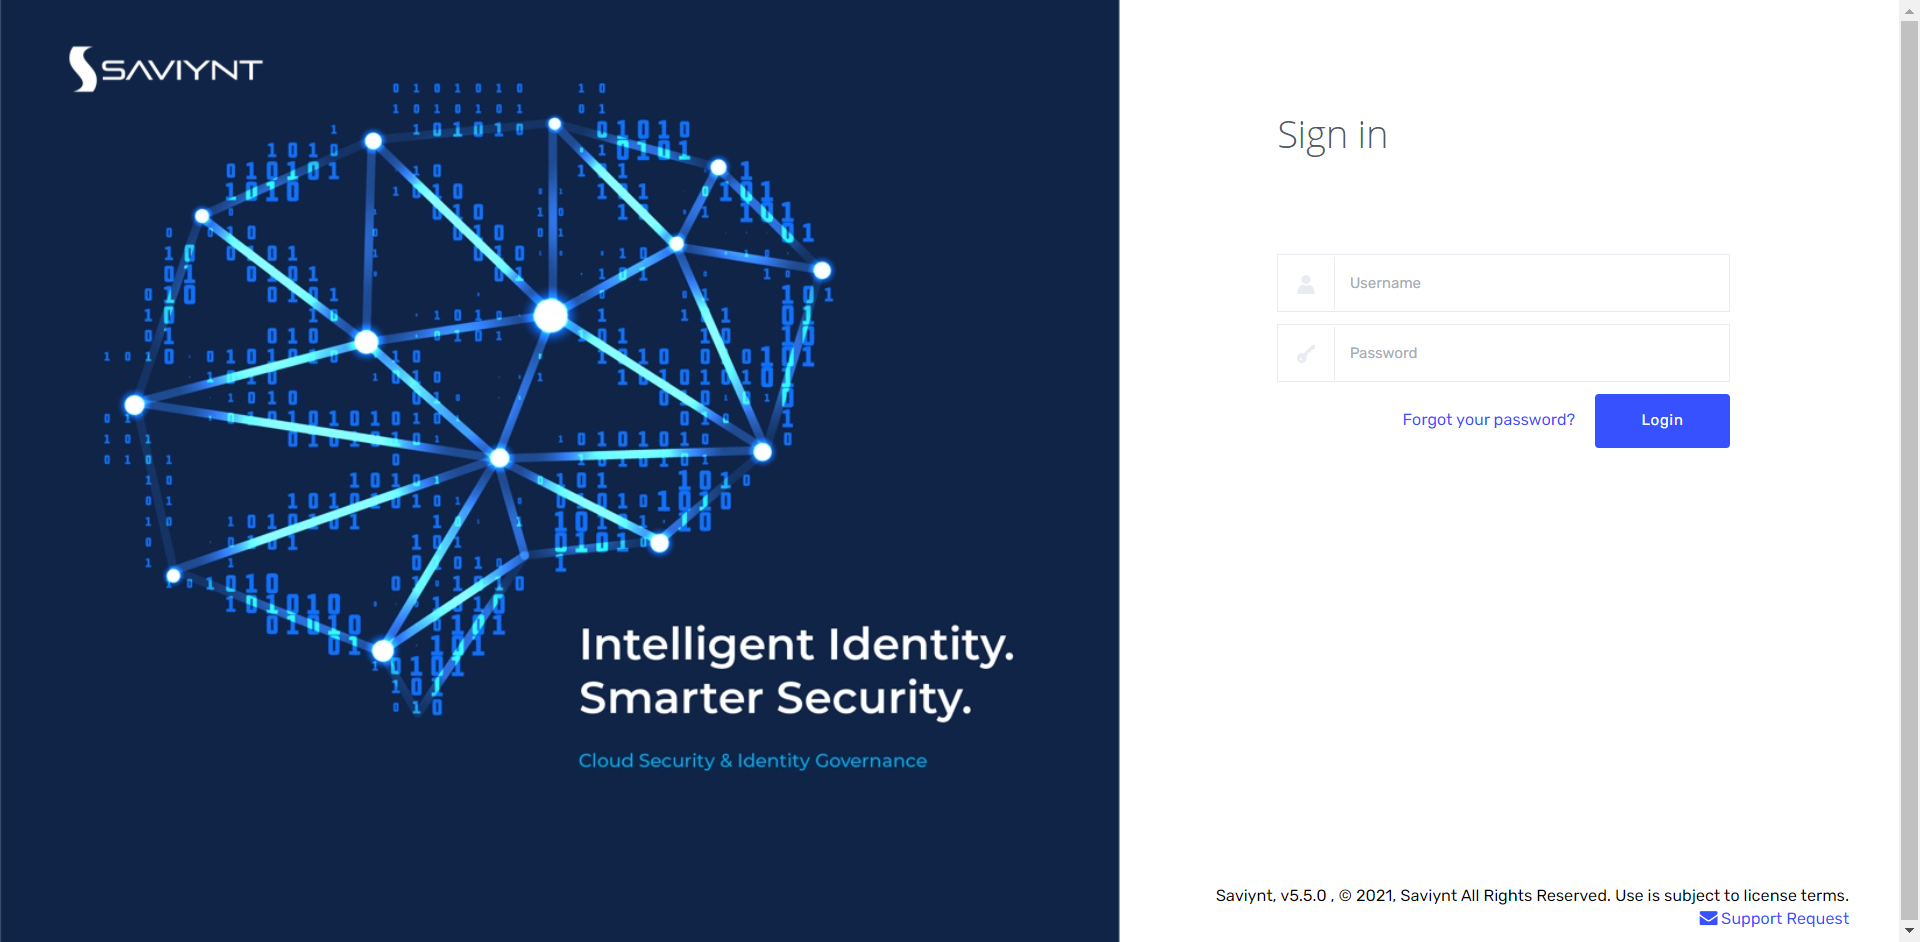 SAVIYNT
Intelligent Identity.
Smarter Security.
Cloud Security & Identity Governance
Sign in
Username
Password
Forgot your password?
Login
Saviynt, v5.5.0 , © 2021, Saviynt All Rights Reserved. Use is subject to license terms.
Support Request